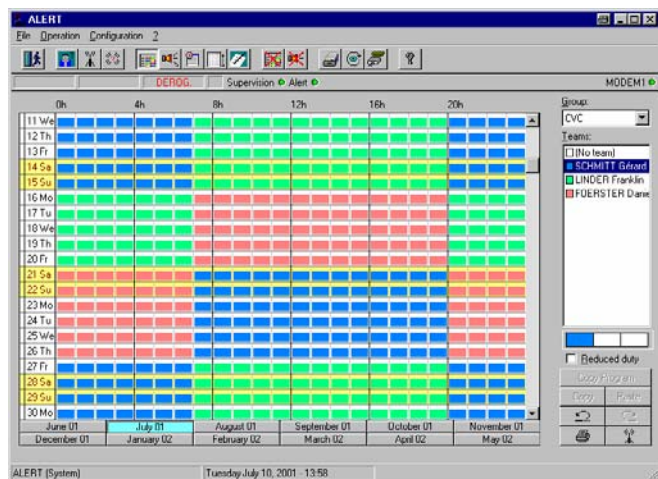 ALERT
File Operation Configuration ?
DEROG. Supervision Alert MODEM1
0h 4h 8h 12h 16h 20h
Group:
CVC
Teams:
(No team)
SCHMITT Gérard
LINDER Franklin
FOERSTER Danie
11 We
12 Th
13 Fr
14 Sa
15 Su
16 Mo
17 Tu
18 We
19 Th
20 Fr
21 Sa
22 Su
23 Mo
24 Tu
25 We
26 Th
27 Fr
28 Sa
29 Su
30 Mo
Reduced duty
Copy Program
Copy Paste
June 01 July 01 August 01 September 01 October 01 November 01
December 01 January 02 February 02 March 02 April 02 May 02
ALERT (System) Tuesday July 10, 2001 - 13:58